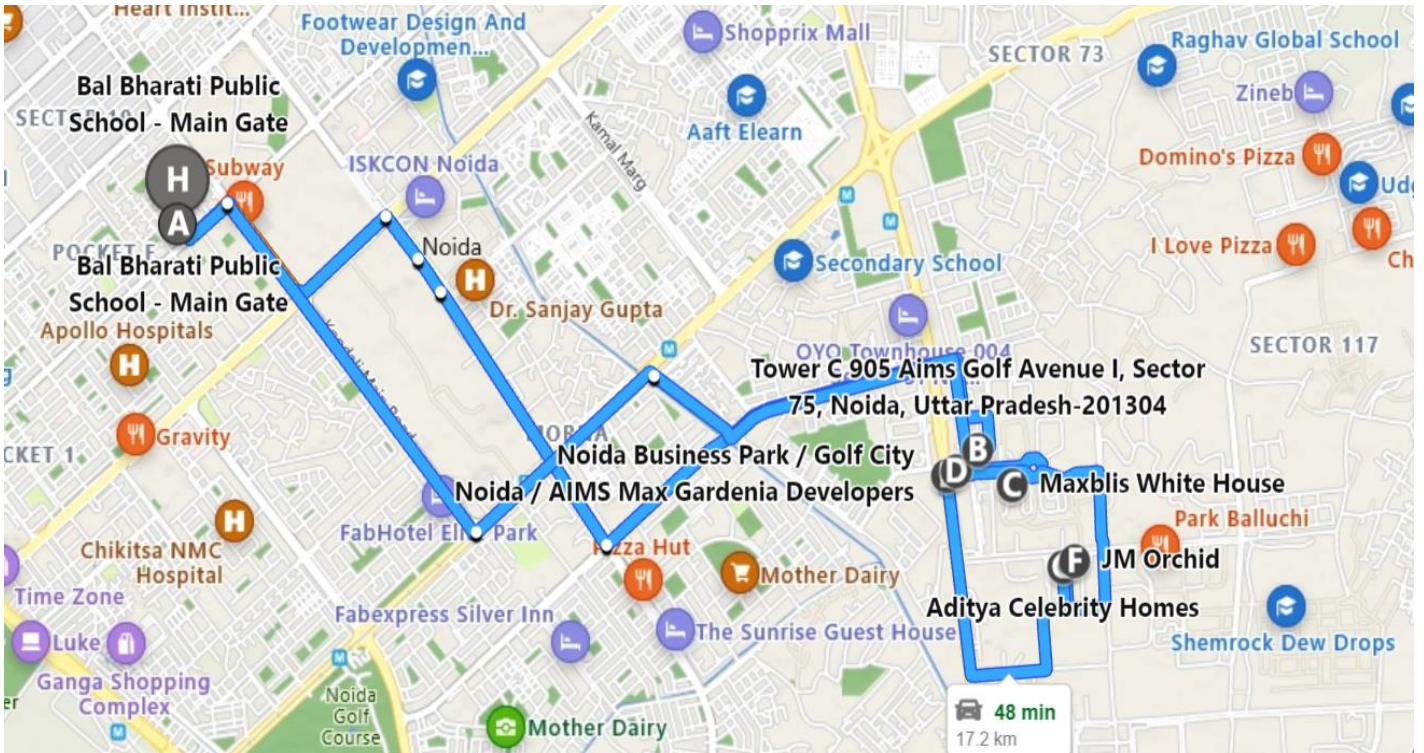 Heart Instit...
Footwear Design And
Developmen...
Shopprix Mall
SECTOR 73
Raghav Global School
Zineb
Bal Bharati Public
School - Main Gate
Aaft Elearn
Kamal Marg
Domino's Pizza
H
Subway
ISKCON Noida
A
POCKET F
Noida
I Love Pizza
Ch
Bal Bharati Public
School - Main Gate
Secondary School
Dr. Sanjay Gupta
Apollo Hospitals
OYO Townhouse 004
SECTOR 117
Tower C 905 Aims Golf Avenue I, Sector
75, Noida, Uttar Pradesh-201304
Gravity
CKET 1
MORNA
Noida Business Park / Golf City
B
D
Noida / AIMS Max Gardenia Developers
C
Maxblis White House
Park Balluchi
FabHotel
Park
Chikitsa NMC
Hospital
Pizza Hut
Mother Dairy
F
JM Orchid
Time Zone
Fabexpress Silver Inn
Aditya Celebrity Homes
Luke
The Sunrise Guest House
Shemrock Dew Drops
Ganga Shopping
Complex
Noida
Golf
Course
Mother Dairy
48 min
17.2 km